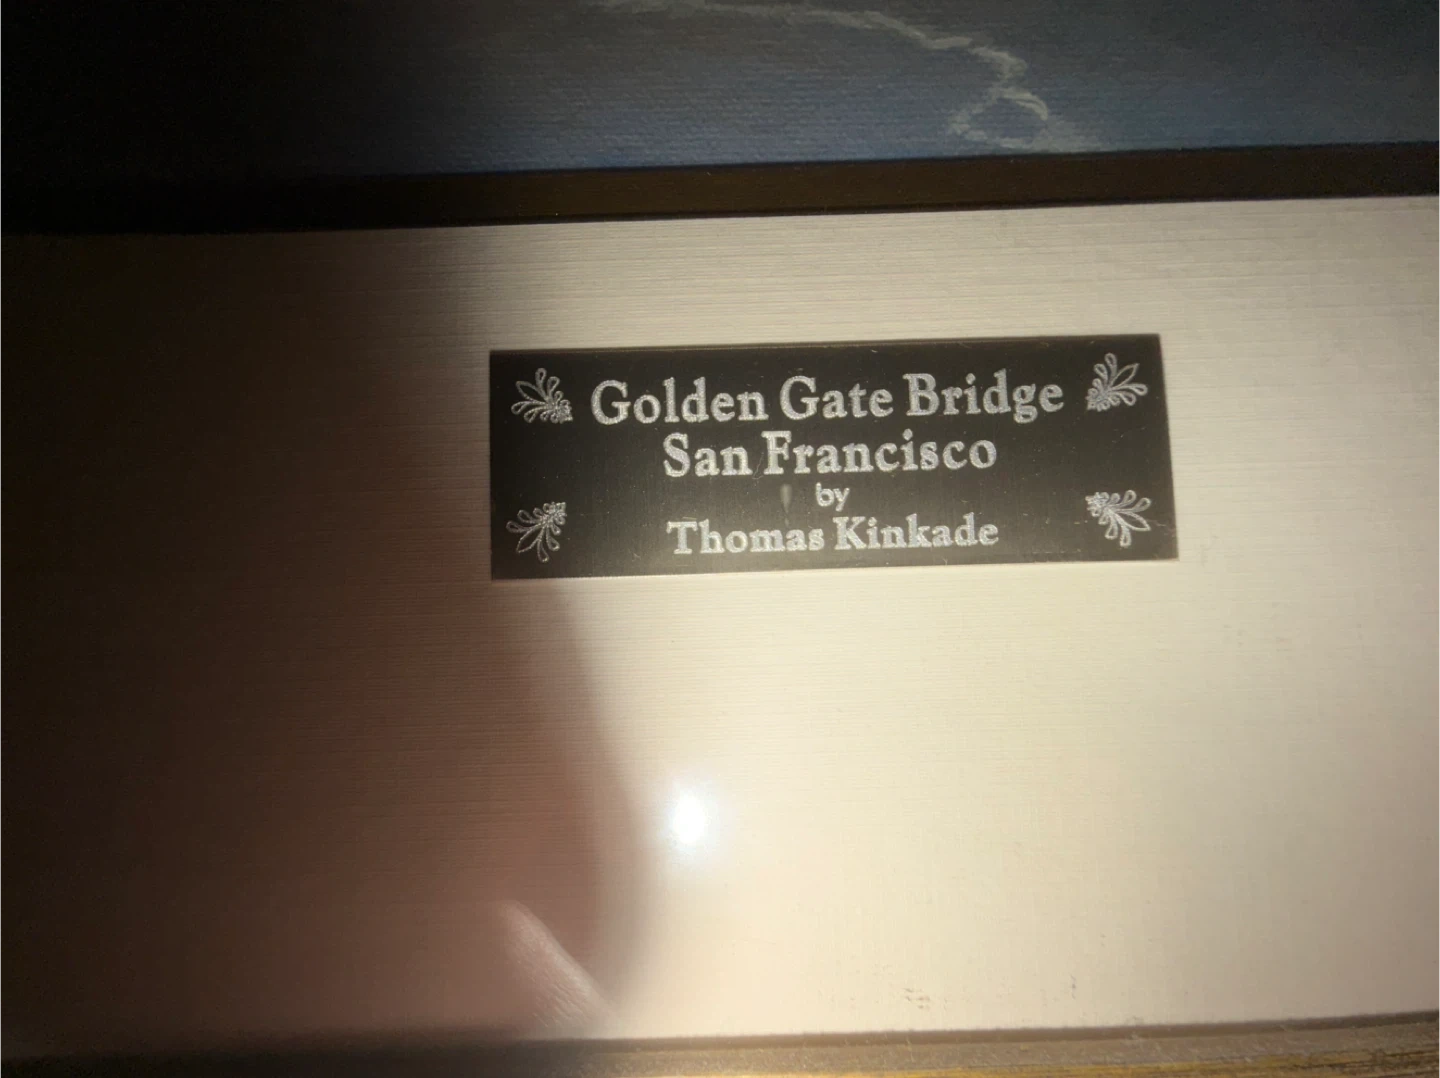 Golden Gate Bridge
San Francisco
by
Thomas Kinkade